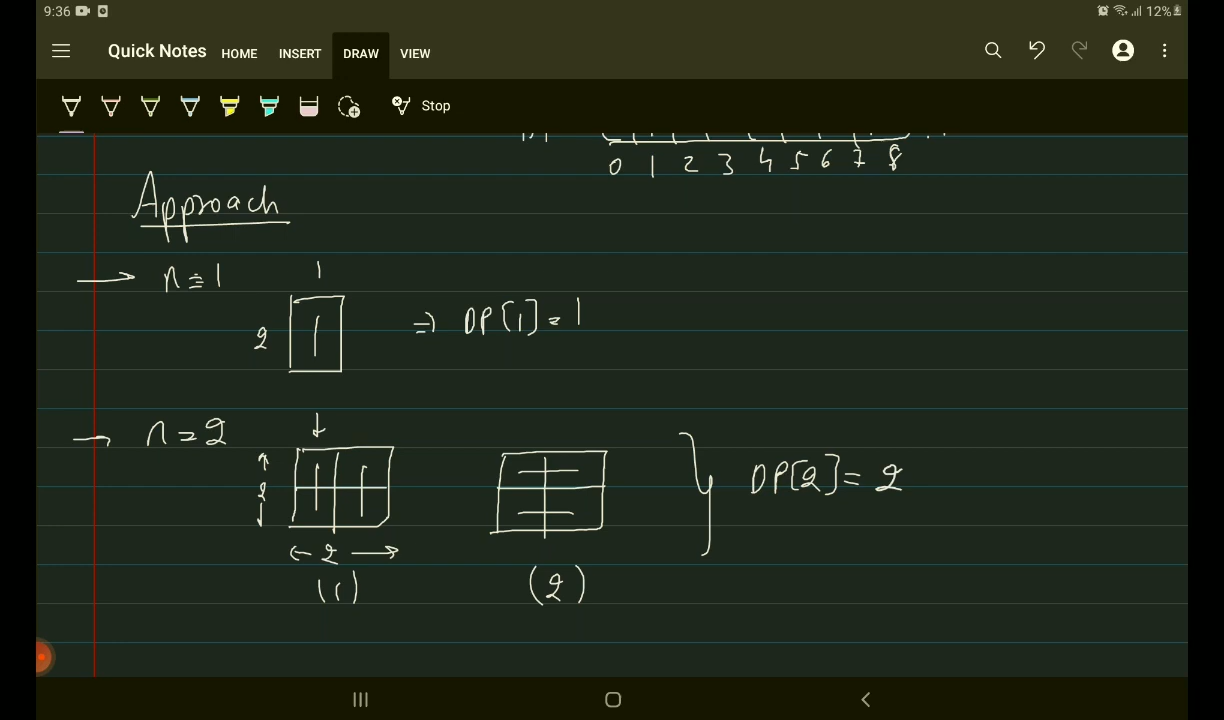 9:36 12%
Quick Notes HOME INSERT DRAW VIEW
Stop
0 1 2 3 4 5 6 7 8
Approach
→ n = 1 1
2 ⇒ DP[1] = 1
→ n = 2
2 DP[2] = 2
← 2 →
(1) (2)